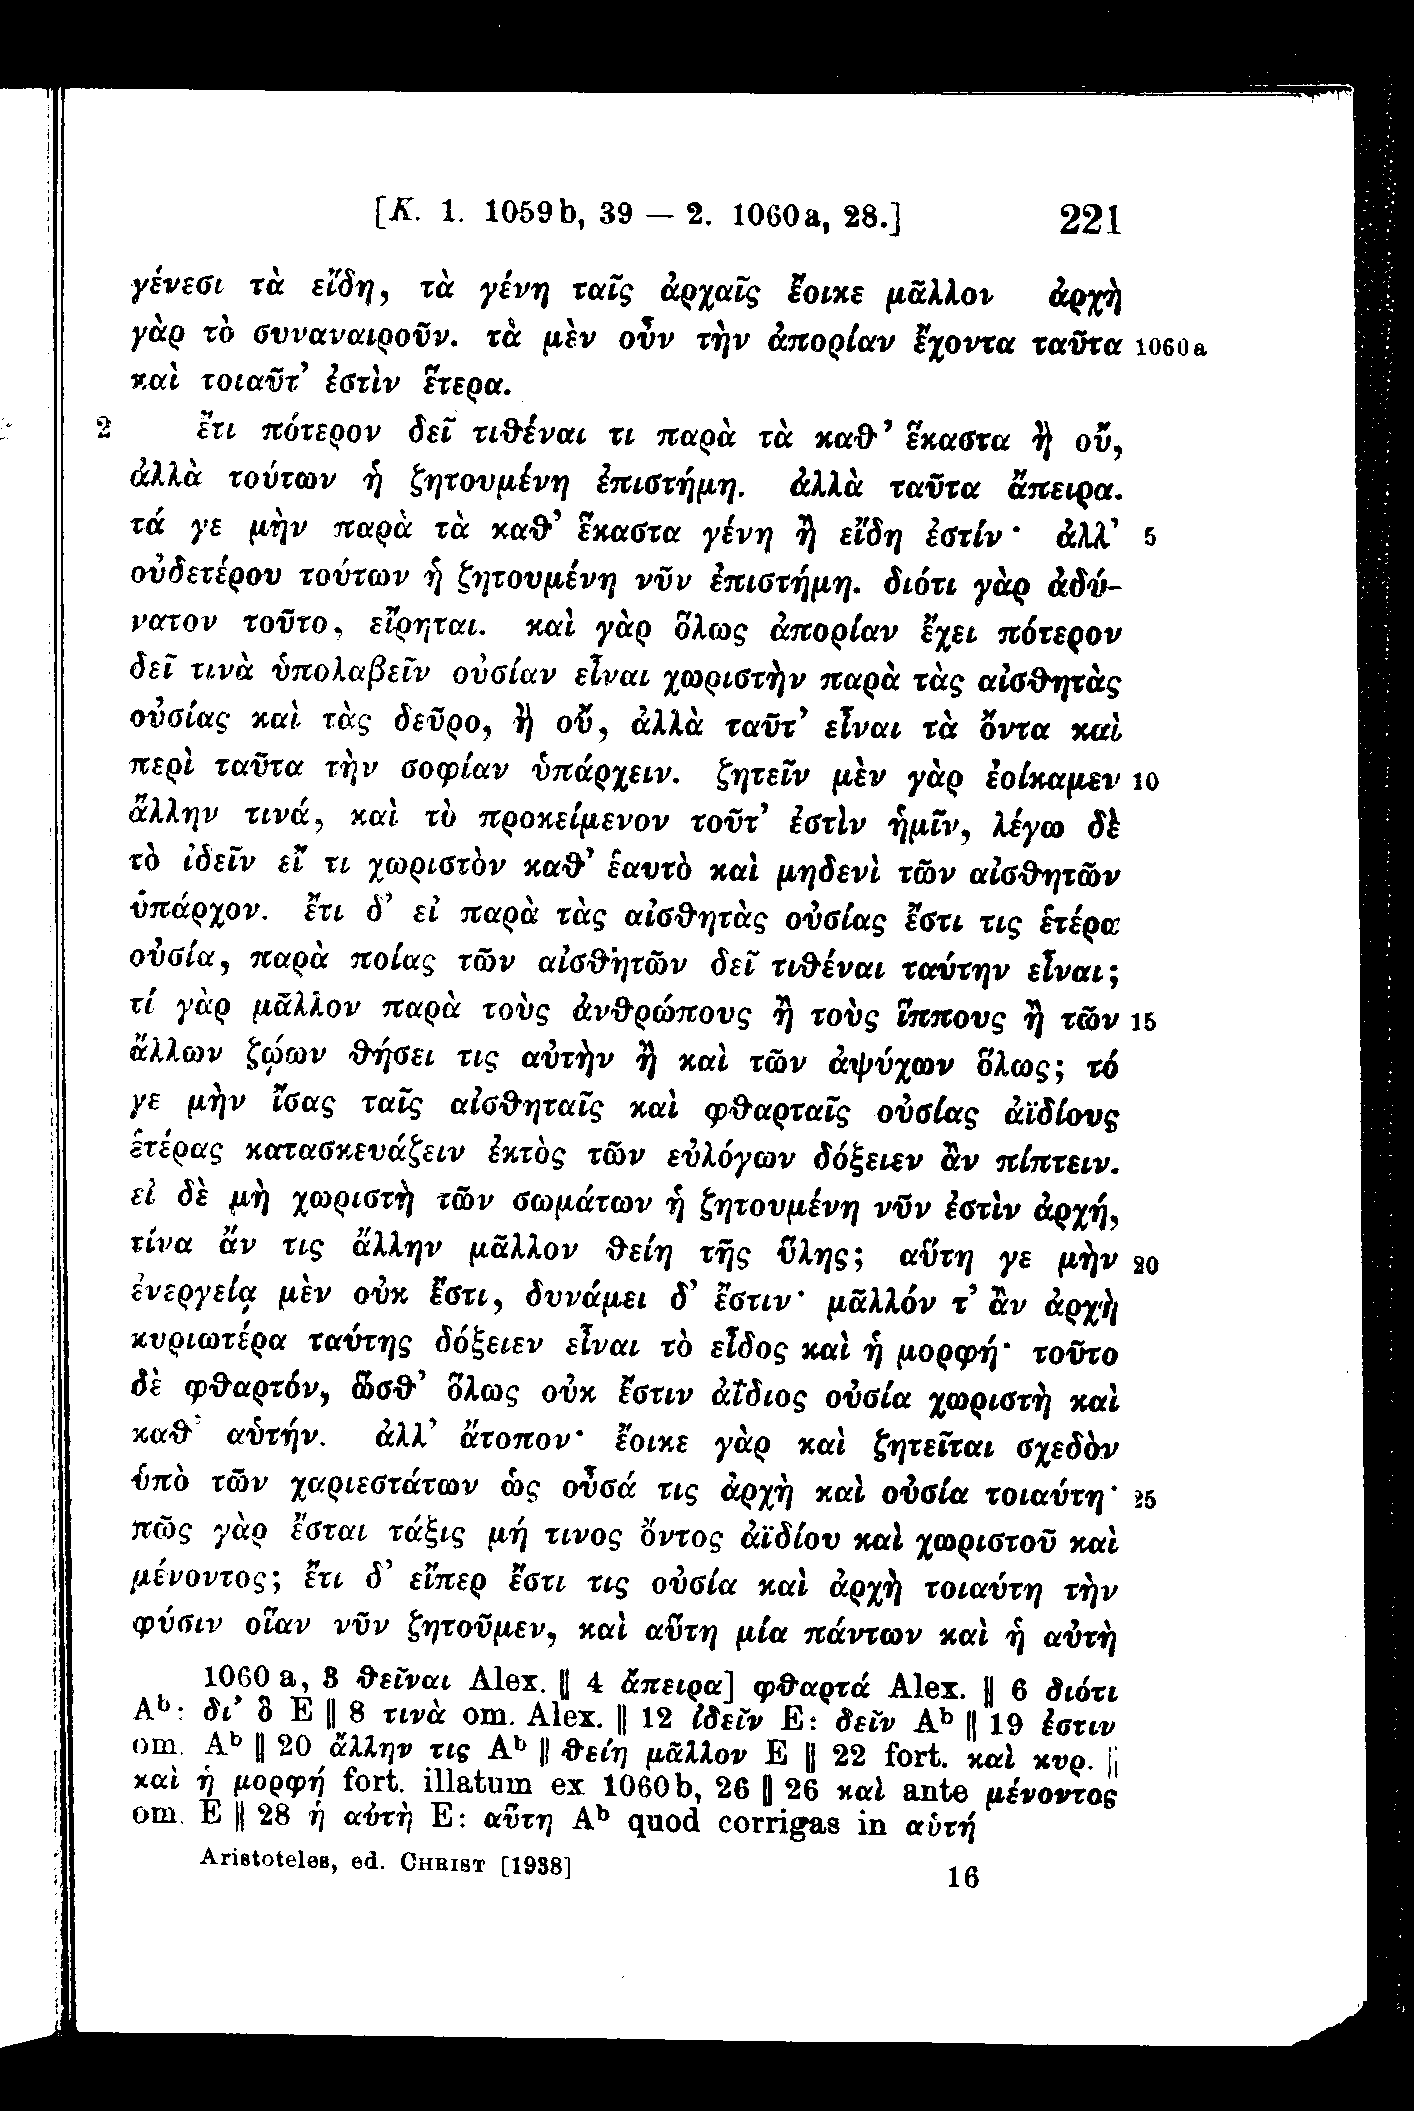 [K. 1. 1059b, 39 — 2. 1060a, 28.] 221
γένεσι τὰ εἴδη, τὰ γένη ταῖς ἀρχαῖς ἔοικε μᾶλλον ἀρχὴ
γὰρ τὸ συναναιροῦν. τὰ μὲν οὖν τὴν ἀπορίαν ἔχοντα ταῦτα 1060a
καὶ τοιαῦτ’ ἐστὶν ἕτερα.
2 ἔτι πότερον δεῖ τιθέναι τι παρὰ τὰ καθ’ ἕκαστα ἢ οὔ,
ἀλλὰ τούτων ἡ ζητουμένη ἐπιστήμη. ἀλλὰ ταῦτα ἄπειρα.
τά γε μὴν παρὰ τὰ καθ’ ἕκαστα γένη ἢ εἴδη ἐστίν· ἀλλ’ 5
οὐδετέρου τούτων ἡ ζητουμένη νῦν ἐπιστήμη. διότι γὰρ ἀδύ-
νατον τοῦτο, εἴρηται. καὶ γὰρ ὅλως ἀπορίαν ἔχει πότερον
δεῖ τινὰ ὑπολαβεῖν οὐσίαν εἶναι χωριστὴν παρὰ τὰς αἰσθητὰς
οὐσίας καὶ τὰς δεῦρο, ἢ οὔ, ἀλλὰ ταῦτ’ εἶναι τὰ ὄντα καὶ
περὶ ταῦτα τὴν σοφίαν ὑπάρχειν. ζητεῖν μὲν γὰρ ἐοίκαμεν 10
ἄλλην τινά, καὶ τὸ προκείμενον τοῦτ’ ἐστὶν ἡμῖν, λέγω δὲ
τὸ ἰδεῖν εἴ τι χωριστὸν καθ’ ἑαυτὸ καὶ μηδενὶ τῶν αἰσθητῶν
ὑπάρχον. ἔτι δ’ εἰ παρὰ τὰς αἰσθητὰς οὐσίας ἔστι τις ἑτέρα
οὐσία, παρὰ ποίας τῶν αἰσθητῶν δεῖ τιθέναι ταύτην εἶναι;
τί γὰρ μᾶλλον παρὰ τοὺς ἀνθρώπους ἢ τοὺς ἵππους ἢ τῶν 15
ἄλλων ζῴων θήσει τις αὐτὴν ἢ καὶ τῶν ἀψύχων ὅλως; τό
γε μὴν ἴσας ταῖς αἰσθηταῖς καὶ φθαρταῖς οὐσίας ἀϊδίους
ἑτέρας κατασκευάζειν ἐκτὸς τῶν εὐλόγων δόξειεν ἂν πίπτειν.
εἰ δὲ μὴ χωριστὴ τῶν σωμάτων ἡ ζητουμένη νῦν ἐστὶν ἀρχή,
τίνα ἄν τις ἄλλην μᾶλλον θείη τῆς ὕλης; αὕτη γε μὴν 20
ἐνεργείᾳ μὲν οὐκ ἔστι, δυνάμει δ’ ἔστιν· μᾶλλόν τ’ ἂν ἀρχὴ
κυριωτέρα ταύτης δόξειεν εἶναι τὸ εἶδος καὶ ἡ μορφή· τοῦτο
δὲ φθαρτόν, ὥσθ’ ὅλως οὐκ ἔστιν ἀΐδιος οὐσία χωριστὴ καὶ
καθ’ αὑτήν. ἀλλ’ ἄτοπον· ἔοικε γὰρ καὶ ζητεῖται σχεδὸν
ὑπὸ τῶν χαριεστάτων ὡς οὖσά τις ἀρχὴ καὶ οὐσία τοιαύτη· 25
πῶς γὰρ ἔσται τάξις μή τινος ὄντος ἀϊδίου καὶ χωριστοῦ καὶ
μένοντος; ἔτι δ’ εἴπερ ἔστι τις οὐσία καὶ ἀρχὴ τοιαύτη τὴν
φύσιν οἵαν νῦν ζητοῦμεν, καὶ αὕτη μία πάντων καὶ ἡ αὐτὴ
1060 a, 3 θεῖναι Alex. ‖ 4 ἄπειρα] φθαρτά Alex. ‖ 6 διότι
Aᵇ: δι’ ὃ E ‖ 8 τινὰ om. Alex. ‖ 12 ἰδεῖν E: δεῖν Aᵇ ‖ 19 ἐστιν
om. Aᵇ ‖ 20 ἄλλην τις Aᵇ ‖ θείη μᾶλλον E ‖ 22 fort. καὶ κυρ. ‖
καὶ ἡ μορφή fort. illatum ex 1060b, 26 ‖ 26 καὶ ante μένοντος
om. E ‖ 28 ἡ αὐτὴ E: αὕτη Aᵇ quod corrigas in αὑτή
Aristoteles, ed. CHRIST [1938] 16